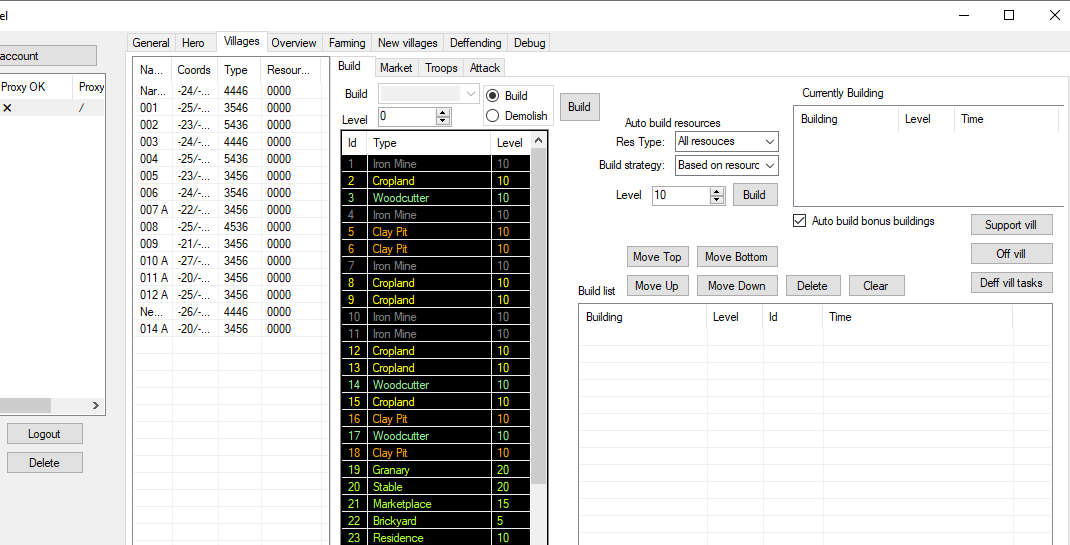 el
account
Proxy OK Proxy
✕ /
Logout
Delete
General Hero Villages Overview Farming New villages Deffending Debug
Na... Coords Type Resour...
Nar... -24/-... 4446 0000
001 -25/-... 3546 0000
002 -23/-... 5436 0000
003 -24/-... 4446 0000
004 -25/-... 5436 0000
005 -23/-... 3456 0000
006 -24/-... 3546 0000
007 A -22/-... 3456 0000
008 -25/-... 4536 0000
009 -21/-... 3456 0000
010 A -27/-... 3456 0000
011 A -20/-... 3456 0000
012 A -25/-... 3456 0000
Ne... -26/-... 4446 0000
014 A -20/-... 3456 0000
Build Market Troops Attack
Build
Level 0
Build
Demolish
Build
Id Type Level
1 Iron Mine 10
2 Cropland 10
3 Woodcutter 10
4 Iron Mine 10
5 Clay Pit 10
6 Clay Pit 10
7 Iron Mine 10
8 Cropland 10
9 Cropland 10
10 Iron Mine 10
11 Iron Mine 10
12 Cropland 10
13 Cropland 10
14 Woodcutter 10
15 Cropland 10
16 Clay Pit 10
17 Woodcutter 10
18 Clay Pit 10
19 Granary 20
20 Stable 20
21 Marketplace 15
22 Brickyard 5
23 Residence 10
Auto build resources
Res Type: All resouces
Build strategy: Based on resourc
Level 10 Build
Currently Building
Building Level Time
Auto build bonus buildings
Support vill
Off vill
Deff vill tasks
Move Top Move Bottom
Build list Move Up Move Down Delete Clear
Building Level Id Time